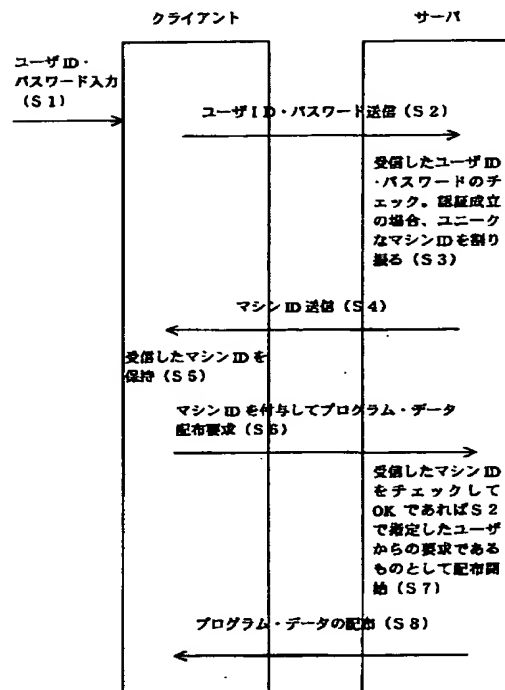 クライアント
サーバ
ユーザID・
パスワード入力
(S1)
ユーザID・パスワード送信(S2)
受信したユーザID
・パスワードのチ
ェック。認証成立
の場合、ユニーク
なマシンIDを割り
振る(S3)
マシンID送信(S4)
受信したマシンIDを
保持(S5)
マシンIDを付与してプログラム・データ
配布要求(S6)
受信したマシンID
をチェックして
OKであればS2
で鑑定したユーザ
からの要求である
ものとして配布開
始(S7)
プログラム・データの配布(S8)